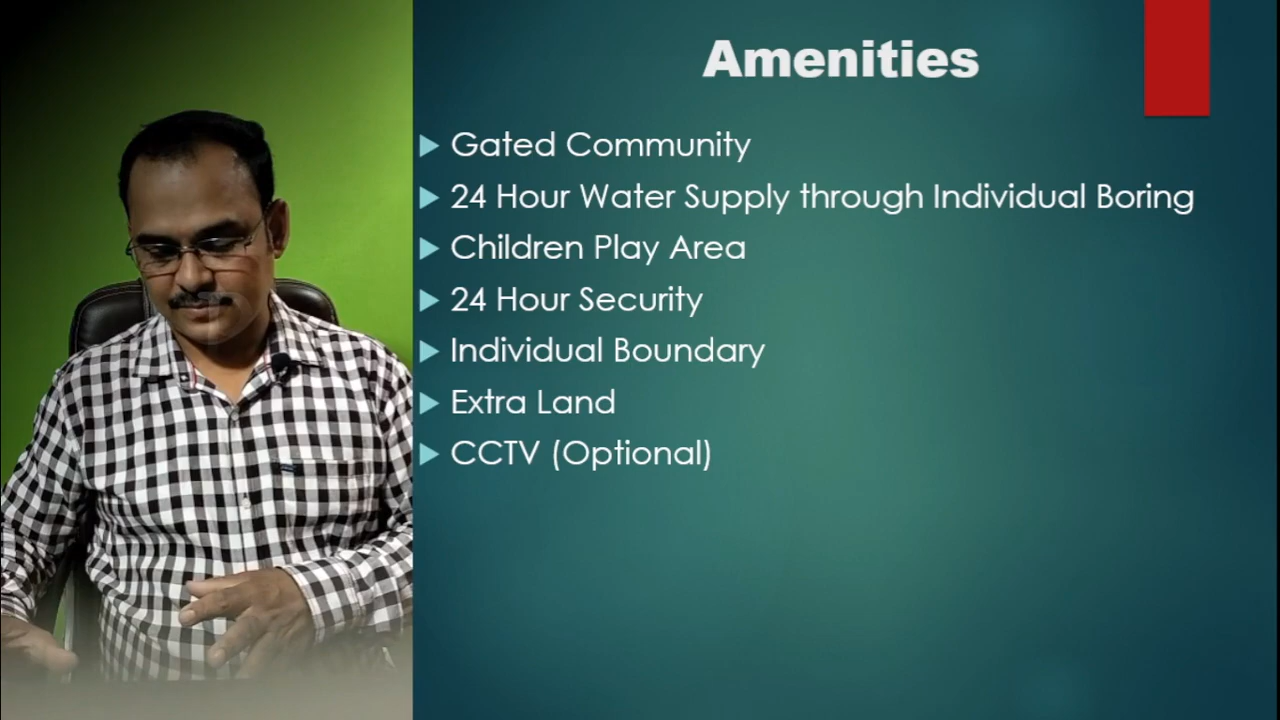 Amenities
Gated Community
24 Hour Water Supply through Individual Boring
Children Play Area
24 Hour Security
Individual Boundary
Extra Land
CCTV (Optional)